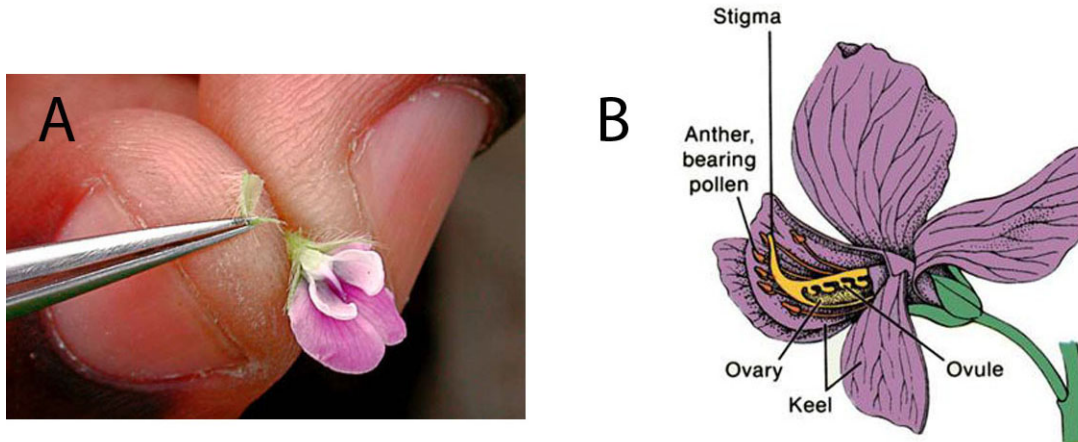 A
B
Stigma
Anther,
bearing
pollen
Ovary
Keel
Ovule